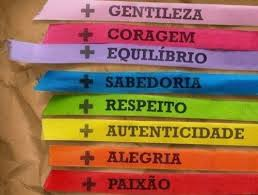 + GENTILEZA
+ CORAGEM
+ EQUILÍBRIO
+ SABEDORIA
+ RESPEITO
+ AUTENTICIDADE
+ ALEGRIA
+ PAIXÃO